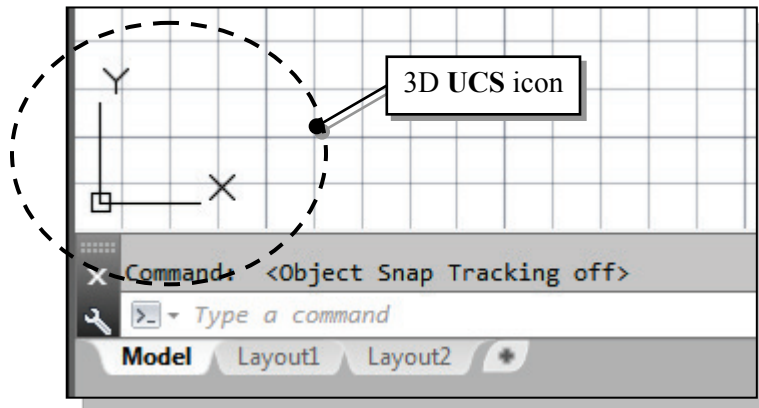 Y
3D UCS icon
X
Command: <Object Snap Tracking off>
Type a command
Model Layout1 Layout2